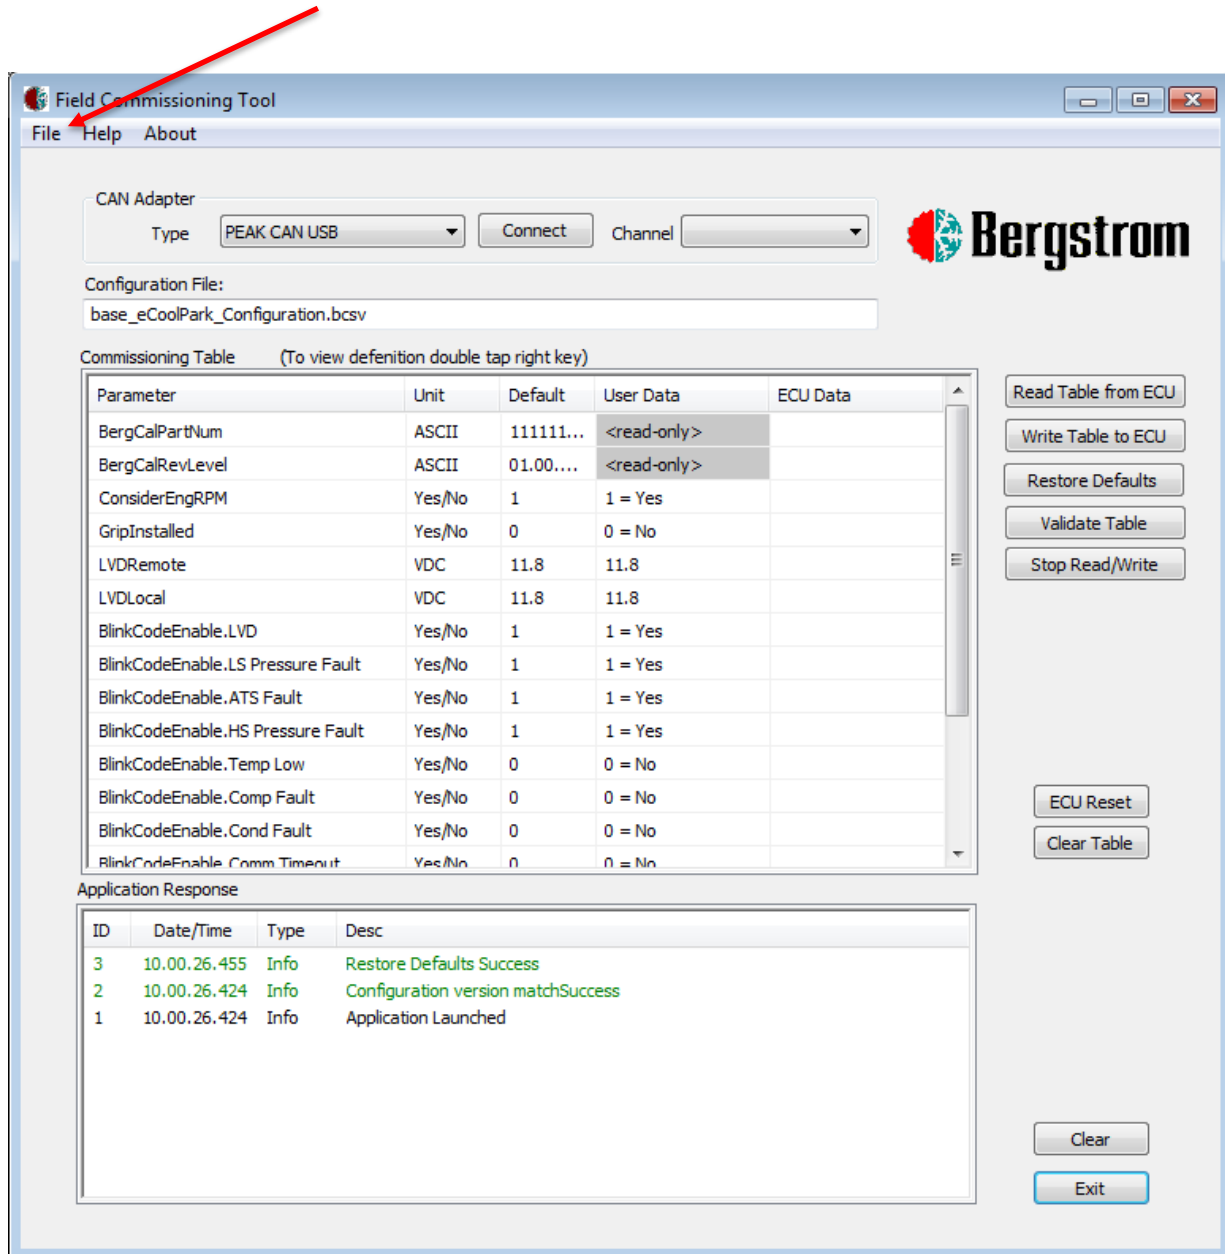 Field Commissioning Tool
File Help About
CAN Adapter
Type PEAK CAN USB Connect Channel
Bergstrom
Configuration File:
base_eCoolPark_Configuration.bcsv
Commissioning Table (To view defenition double tap right key)
Parameter Unit Default User Data ECU Data
BergCalPartNum ASCII 111111... <read-only>
BergCalRevLevel ASCII 01.00.... <read-only>
ConsiderEngRPM Yes/No 1 1 = Yes
GripInstalled Yes/No 0 0 = No
LVDRemote VDC 11.8 11.8
LVDLocal VDC 11.8 11.8
BlinkCodeEnable.LVD Yes/No 1 1 = Yes
BlinkCodeEnable.LS Pressure Fault Yes/No 1 1 = Yes
BlinkCodeEnable.ATS Fault Yes/No 1 1 = Yes
BlinkCodeEnable.HS Pressure Fault Yes/No 1 1 = Yes
BlinkCodeEnable.Temp Low Yes/No 0 0 = No
BlinkCodeEnable.Comp Fault Yes/No 0 0 = No
BlinkCodeEnable.Cond Fault Yes/No 0 0 = No
BlinkCodeEnable.Comm Timeout Yes/No 0 0 = No
Read Table from ECU
Write Table to ECU
Restore Defaults
Validate Table
Stop Read/Write
ECU Reset
Clear Table
Application Response
ID Date/Time Type Desc
3 10.00.26.455 Info Restore Defaults Success
2 10.00.26.424 Info Configuration version matchSuccess
1 10.00.26.424 Info Application Launched
Clear
Exit